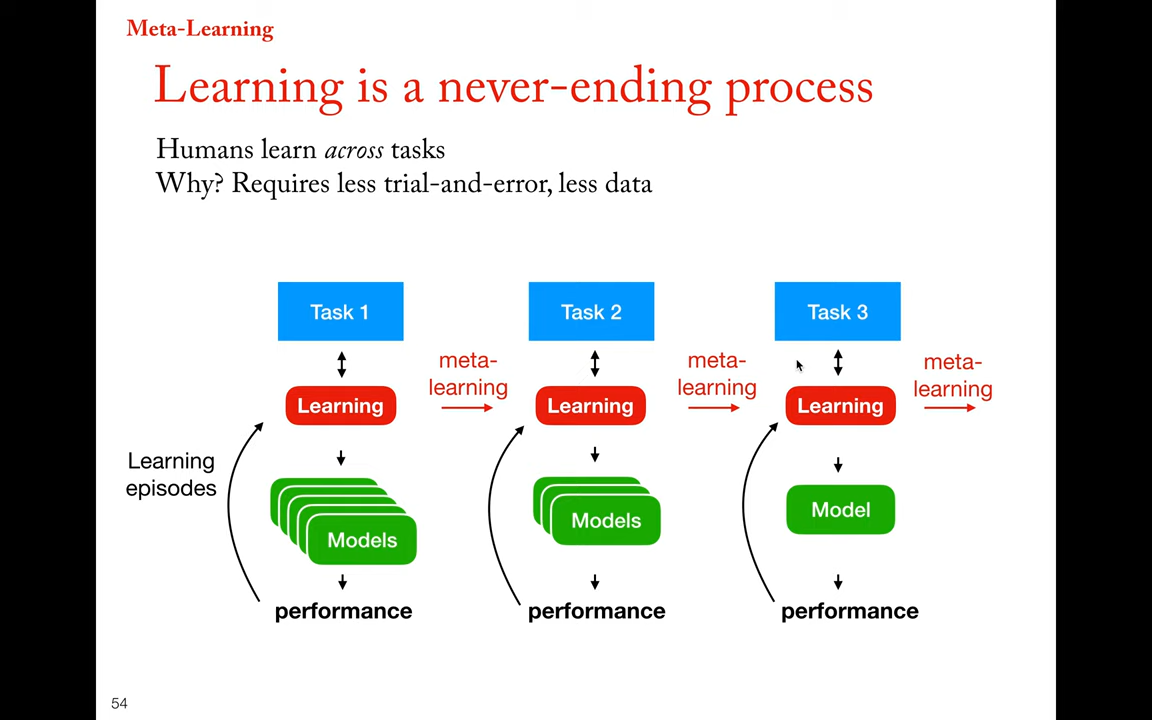 Meta-Learning
Learning is a never-ending process
Humans learn across tasks
Why? Requires less trial-and-error, less data
Task 1
Task 2
Task 3
meta-
learning
meta-
learning
meta-
learning
Learning
Learning
Learning
Learning
episodes
Models
Models
Model
performance
performance
performance
54